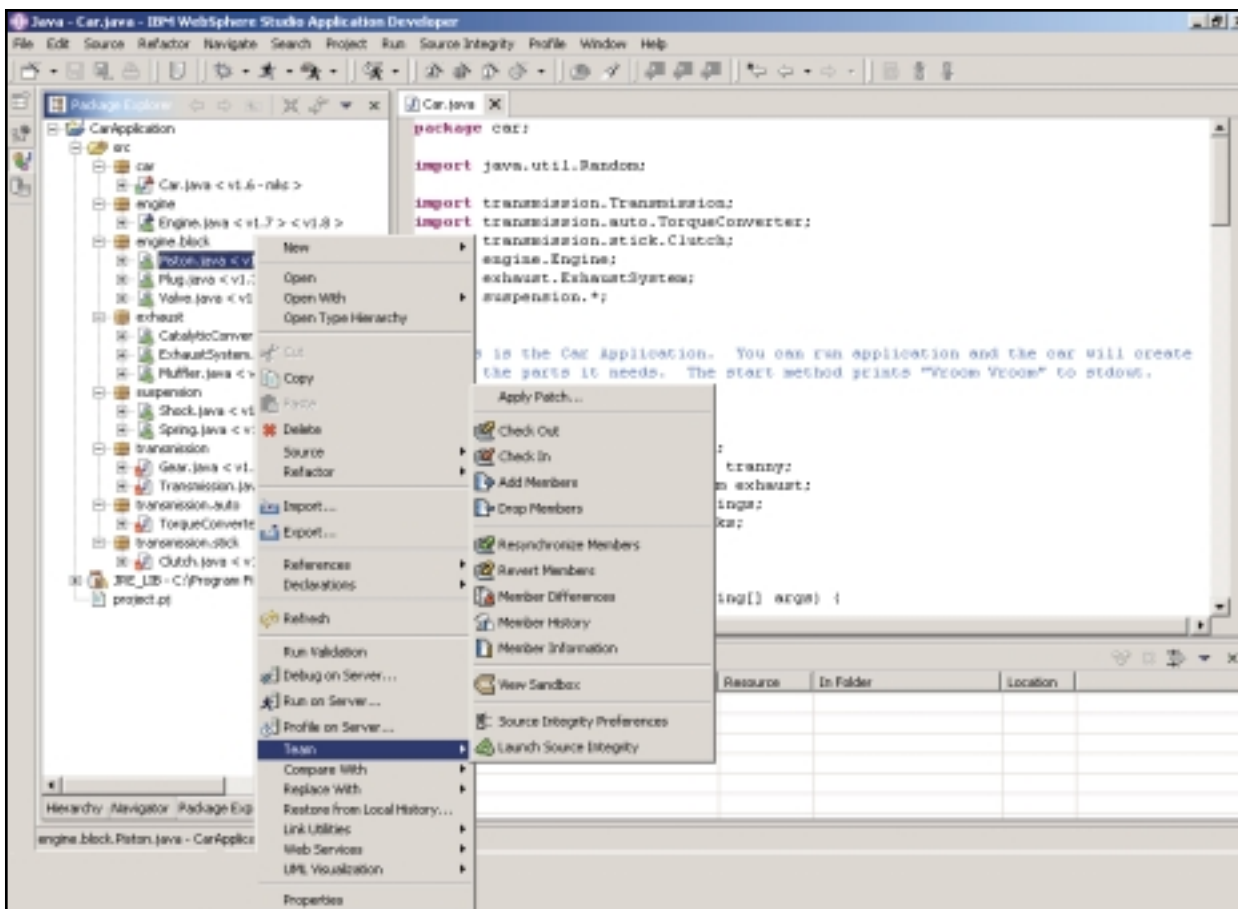 Java - Car.java - IBM WebSphere Studio Application Developer
File Edit Source Refactor Navigate Search Project Run Source Integrity Profile Window Help
Package Explorer
Car.java
CarApplication
src
car
Car.java < v1.6 - niks >
engine
Engine.java < v1.7 > < v1.8 >
engine.block
Piston.java < v
Plug.java < v1.
Valve.java < v1
exhaust
CatalyticConver
ExhaustSystem.
Muffler.java < v
suspension
Shock.java < v1
Spring.java < v
transmission
Gear.java < v1.
Transmission.jav
transmission.auto
TorqueConverte
transmission.stick
Clutch.java < v
JRE_LIB - C:/Program Fi
project.pj
Hierarchy Navigator Package Exp
engine.block.Piston.java - CarApplica
package car;
import java.util.Random;
import transmission.Transmission;
import transmission.auto.TorqueConverter;
transmission.stick.Clutch;
engine.Engine;
exhaust.ExhaustSystem;
suspension.*;
s is the Car Application. You can run application and the car will create
the parts it needs. The start method prints "Vroom Vroom" to stdout.
;
tranny;
m exhaust;
ings;
ks;
ing[] args) {
New
Open
Open With
Open Type Hierarchy
Cut
Copy
Paste
Delete
Source
Refactor
Import...
Export...
References
Declarations
Refresh
Run Validation
Debug on Server...
Run on Server...
Profile on Server...
Team
Compare With
Replace With
Restore from Local History...
Link Utilities
Web Services
UML Visualization
Properties
Apply Patch...
Check Out
Check In
Add Members
Drop Members
Resynchronize Members
Revert Members
Member Differences
Member History
Member Information
View Sandbox
Source Integrity Preferences
Launch Source Integrity
Resource In Folder Location